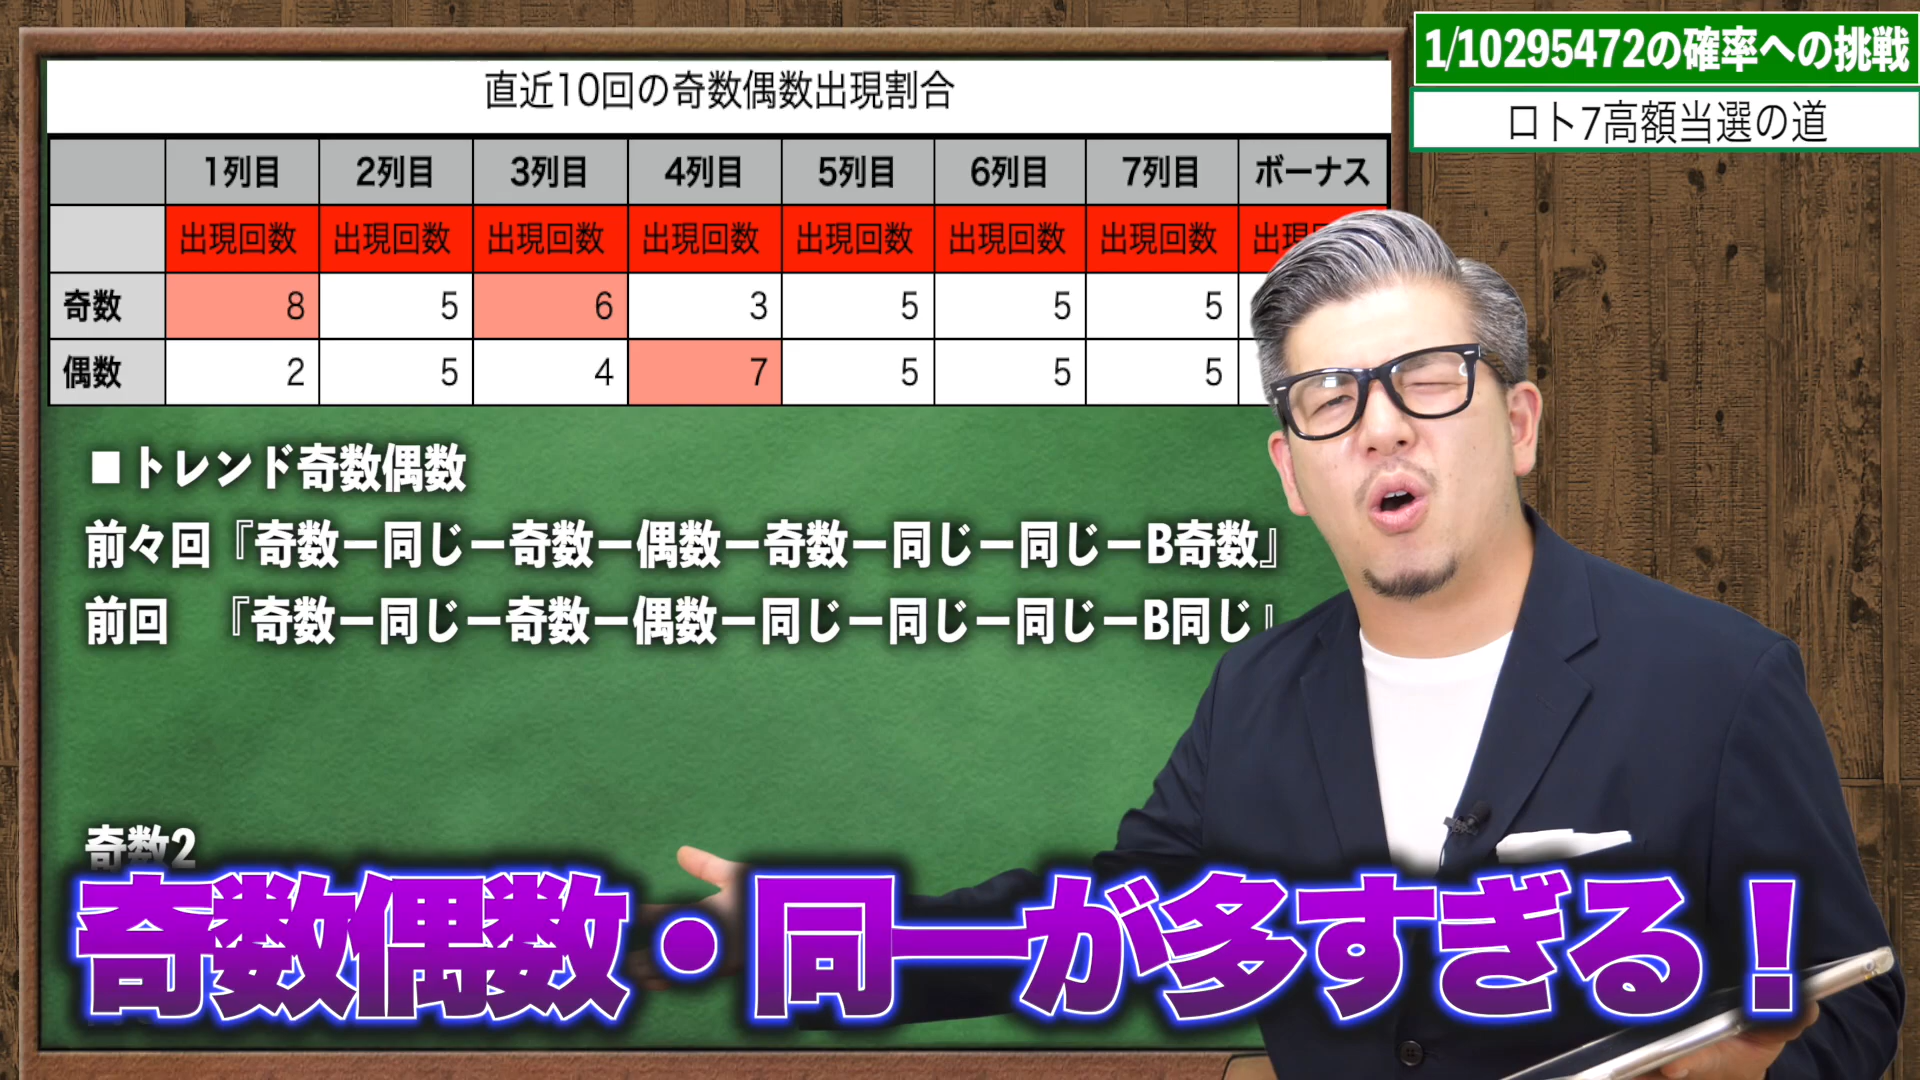 1/10295472の確率への挑戦
ロト7高額当選の道
直近10回の奇数偶数出現割合
1列目 2列目 3列目 4列目 5列目 6列目 7列目 ボーナス
出現回数 出現回数 出現回数 出現回数 出現回数 出現回数 出現回数 出現
奇数 8 5 6 3 5 5 5
偶数 2 5 4 7 5 5 5
■トレンド奇数偶数
前々回『奇数ー同じー奇数ー偶数ー奇数ー同じー同じーB奇数』
前回 『奇数ー同じー奇数ー偶数ー同じー同じー同じーB同じ』
奇数2
奇数偶数・同一が多すぎる！